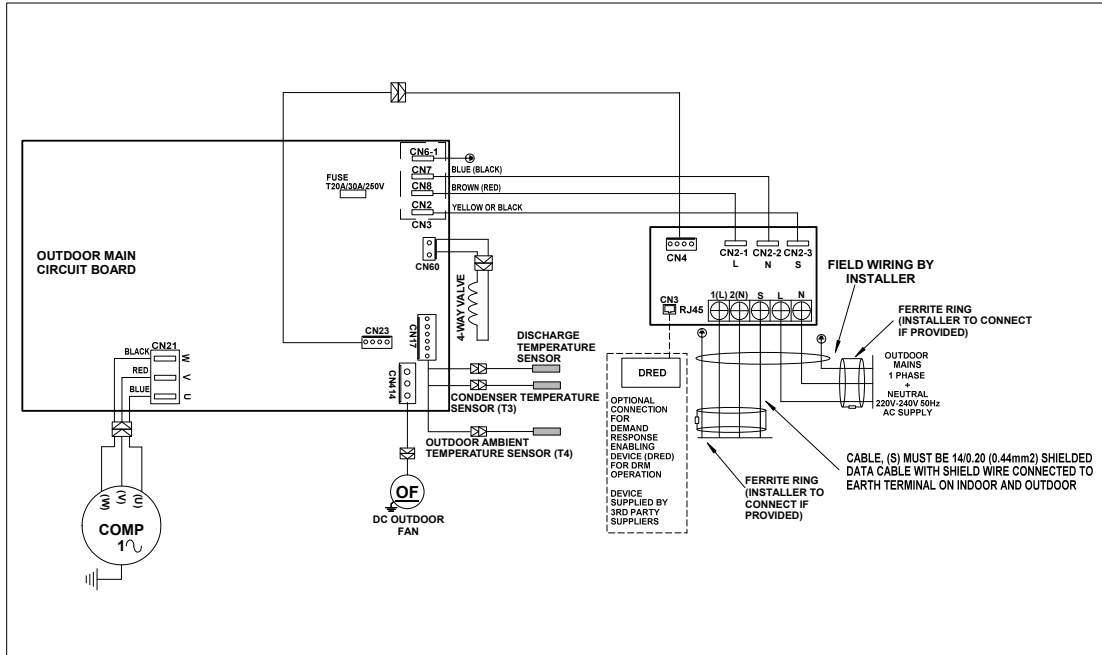 OUTDOOR MAIN
CIRCUIT BOARD
FUSE
T20A/30A/250V
CN6-1
CN7
CN8
CN2
CN3
BLUE (BLACK)
BROWN (RED)
YELLOW OR BLACK
CN60
4-WAY VALVE
CN23
CN17
CN414
CN21
W
V
U
BLACK
RED
BLUE
(W)
(V)
(U)
COMP
1
DISCHARGE
TEMPERATURE
SENSOR
CONDENSER TEMPERATURE
SENSOR (T3)
OUTDOOR AMBIENT
TEMPERATURE SENSOR (T4)
OF
DC OUTDOOR
FAN
CN4
CN2-1
L
CN2-2
N
CN2-3
S
CN3
RJ45
1(L)
2(N)
S
L
N
FIELD WIRING BY
INSTALLER
FERRITE RING
(INSTALLER TO CONNECT
IF PROVIDED)
OUTDOOR
MAINS
1 PHASE
+
NEUTRAL
220V-240V 50Hz
AC SUPPLY
DRED
OPTIONAL
CONNECTION
FOR
DEMAND
RESPONSE
ENABLING
DEVICE (DRED)
FOR DRM
OPERATION
DEVICE
SUPPLIED BY
3RD PARTY
SUPPLIERS
FERRITE RING
(INSTALLER TO
CONNECT IF
PROVIDED)
CABLE, (S) MUST BE 14/0.20 (0.44mm2) SHIELDED
DATA CABLE WITH SHIELD WIRE CONNECTED TO
EARTH TERMINAL ON INDOOR AND OUTDOOR